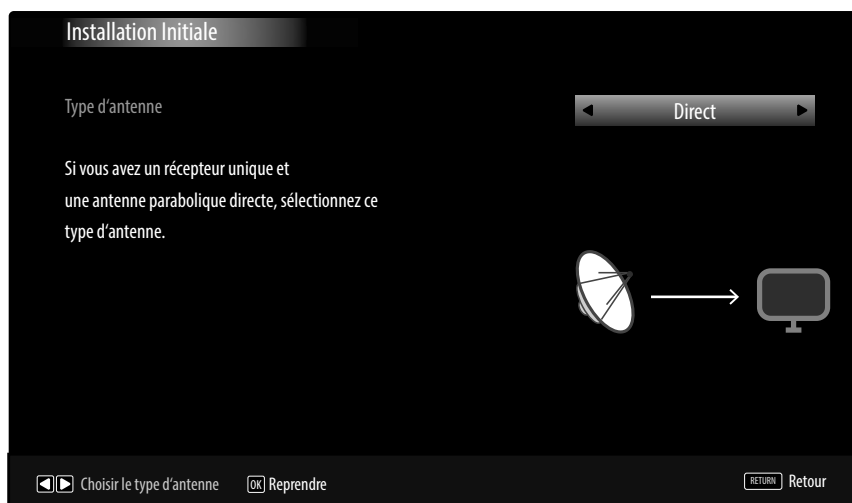 Installation Initiale
Type d‘antenne
Direct
Si vous avez un récepteur unique et
une antenne parabolique directe, sélectionnez ce
type d‘antenne.
Choisir le type d‘antenne OK Reprendre RETURN Retour